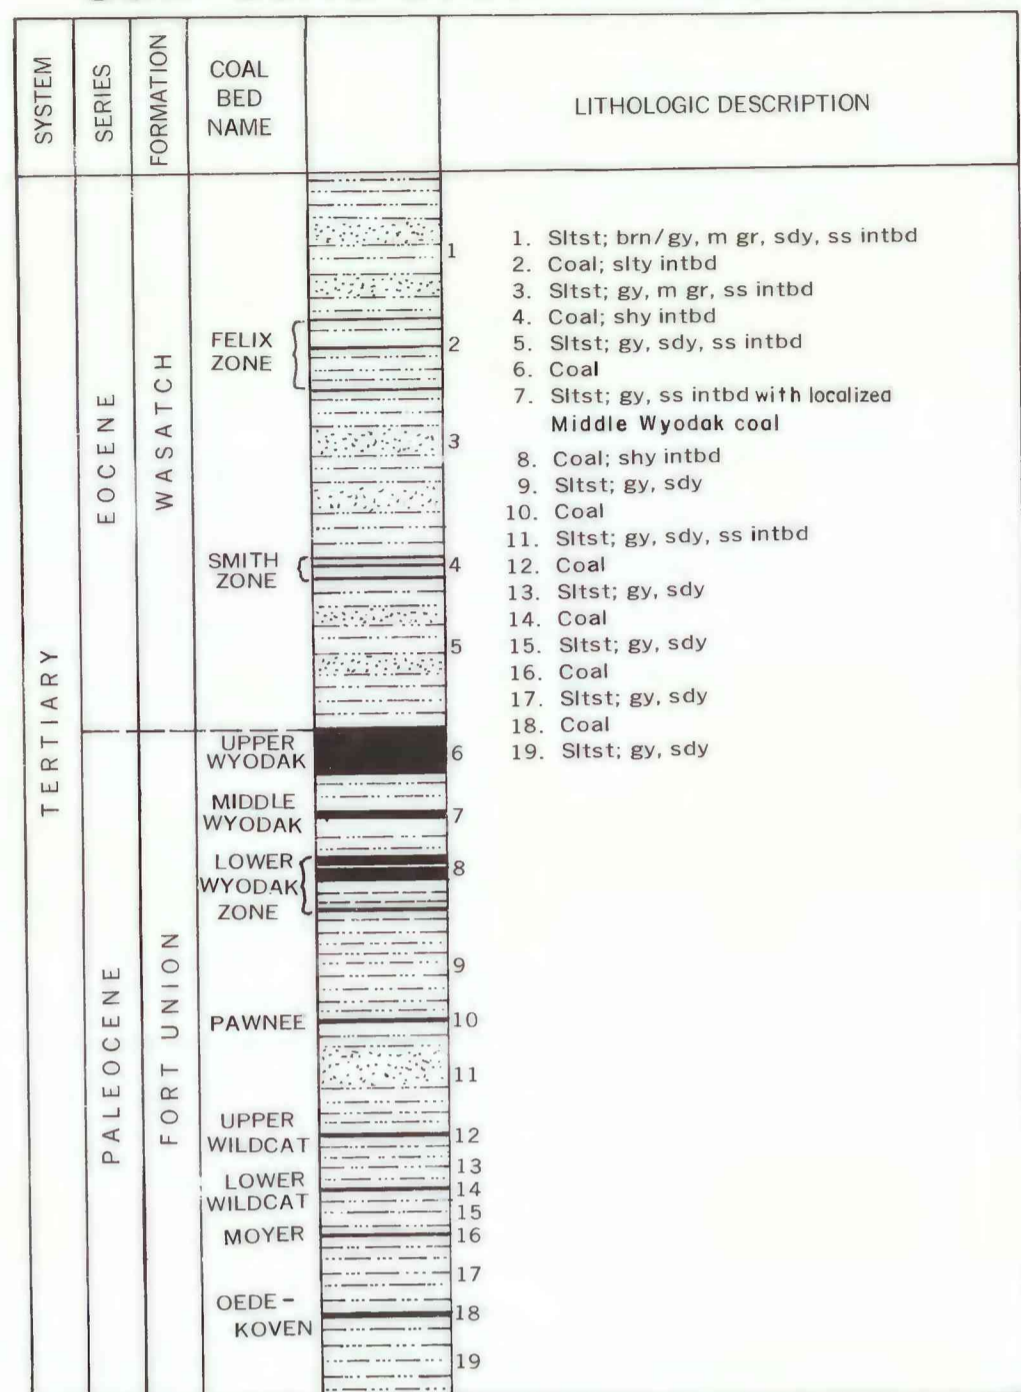 SYSTEM
SERIES
FORMATION
COAL
BED
NAME
LITHOLOGIC DESCRIPTION
TERTIARY
EOCENE
PALEOCENE
WASATCH
FORT UNION
FELIX
ZONE
SMITH
ZONE
UPPER
WYODAK
MIDDLE
WYODAK
LOWER
WYODAK
ZONE
PAWNEE
UPPER
WILDCAT
LOWER
WILDCAT
MOYER
OEDE-
KOVEN
1
2
3
4
5
6
7
8
9
10
11
12
13
14
15
16
17
18
19
1. Sltst; brn/gy, m gr, sdy, ss intbd
2. Coal; slty intbd
3. Sltst; gy, m gr, ss intbd
4. Coal; shy intbd
5. Sltst; gy, sdy, ss intbd
6. Coal
7. Sltst; gy, ss intbd with localized
Middle Wyodak coal
8. Coal; shy intbd
9. Sltst; gy, sdy
10. Coal
11. Sltst; gy, sdy, ss intbd
12. Coal
13. Sltst; gy, sdy
14. Coal
15. Sltst; gy, sdy
16. Coal
17. Sltst; gy, sdy
18. Coal
19. Sltst; gy, sdy